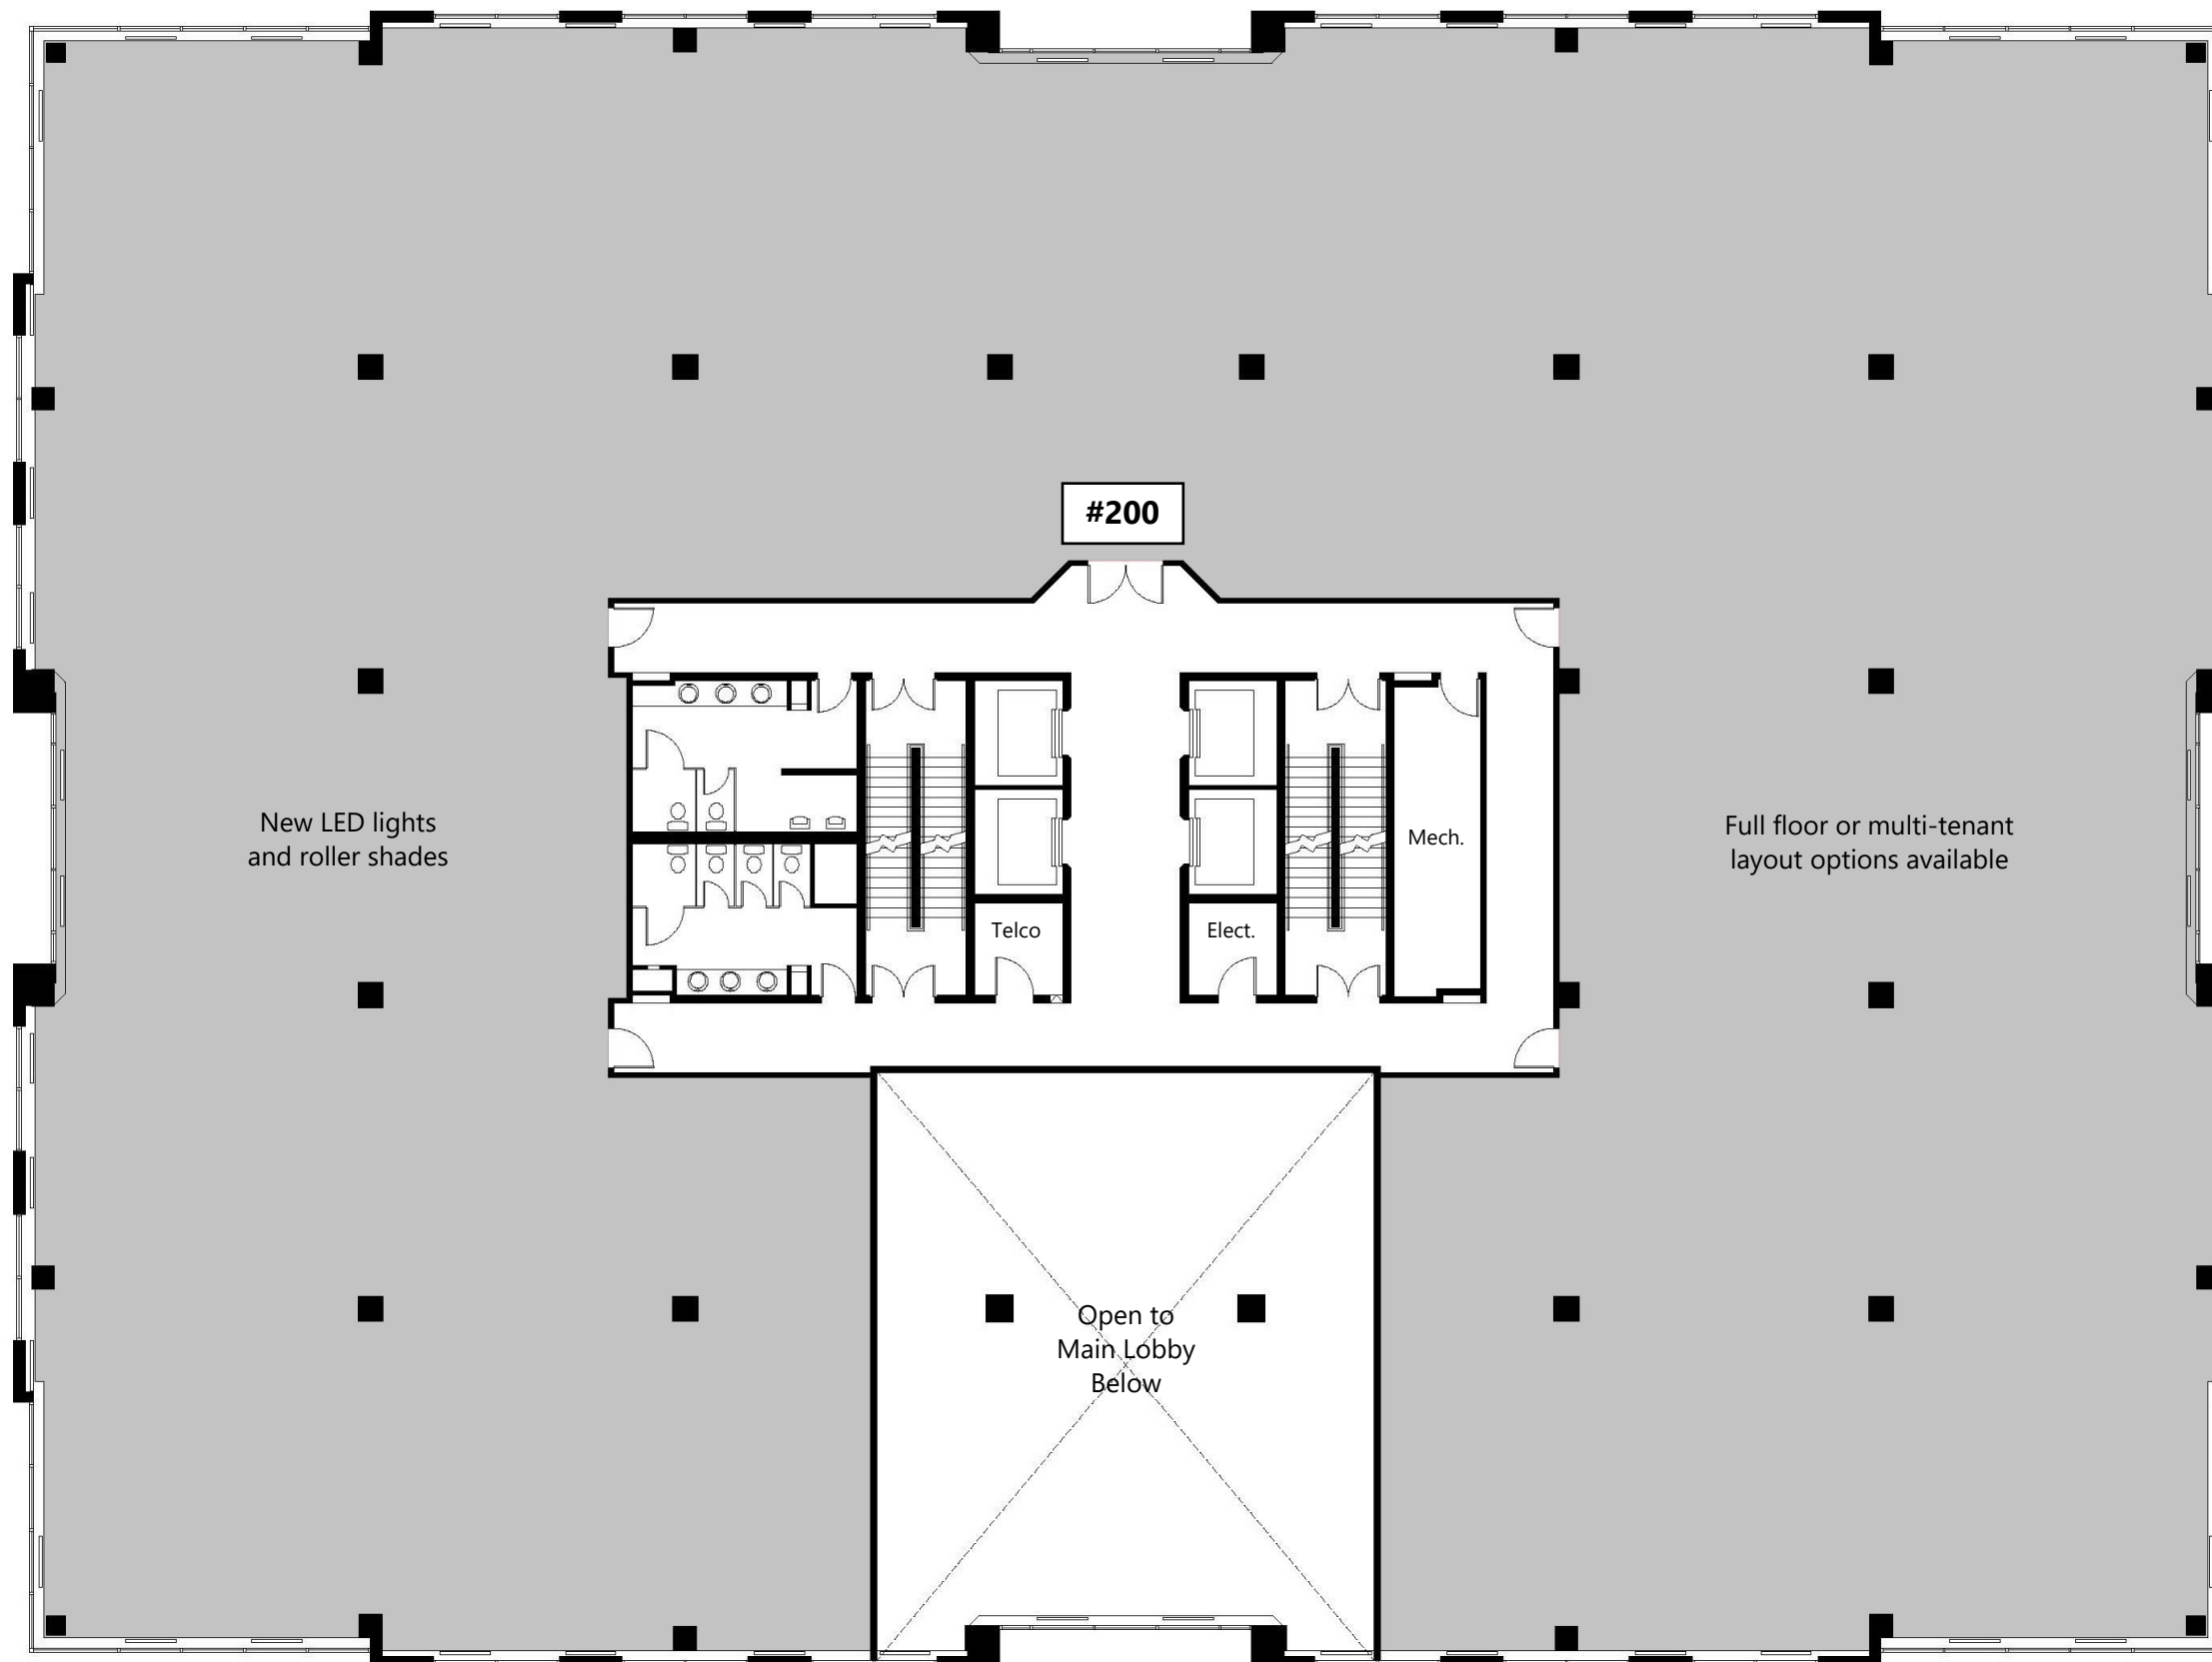 #200
New LED lights
and roller shades
Full floor or multi-tenant
layout options available
Mech.
Telco
Elect.
Open to
Main Lobby
Below